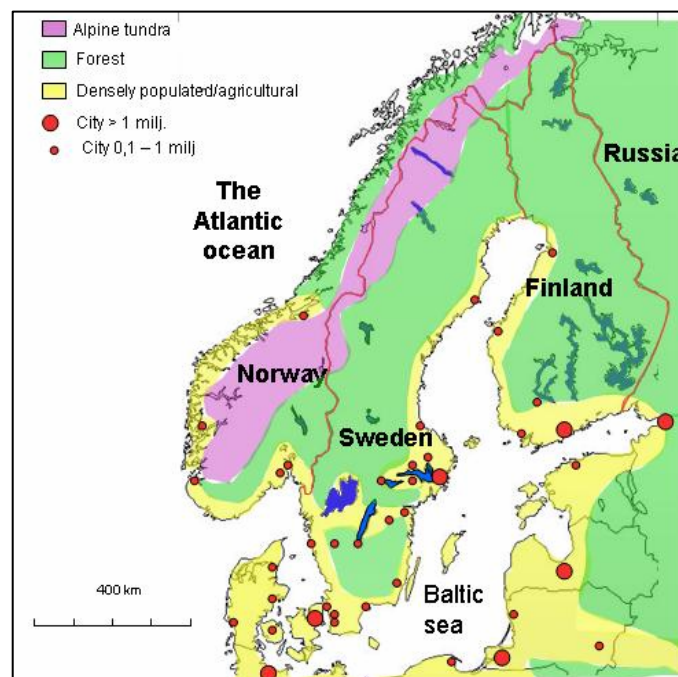 Alpine tundra
Forest
Densely populated/agricultural
City > 1 milj.
City 0,1 – 1 milj
Russia
The
Atlantic
ocean
Finland
Norway
Sweden
400 km
Baltic
sea